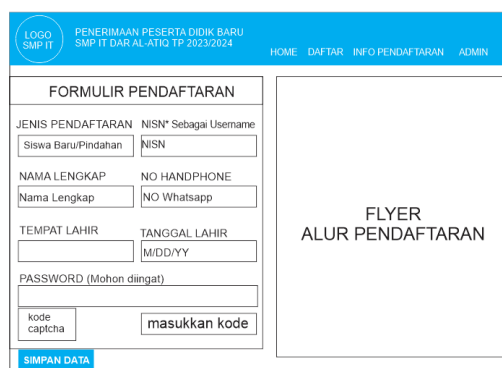 LOGO
SMP IT
PENERIMAAN PESERTA DIDIK BARU
SMP IT DAR AL-ATIQ TP 2023/2024
HOME DAFTAR INFO PENDAFTARAN ADMIN
FORMULIR PENDAFTARAN
JENIS PENDAFTARAN NISN* Sebagai Username
Siswa Baru/Pindahan NISN
NAMA LENGKAP NO HANDPHONE
Nama Lengkap NO Whatsapp
TEMPAT LAHIR TANGGAL LAHIR
M/DD/YY
PASSWORD (Mohon diingat)
kode
captcha
masukkan kode
SIMPAN DATA
FLYER
ALUR PENDAFTARAN